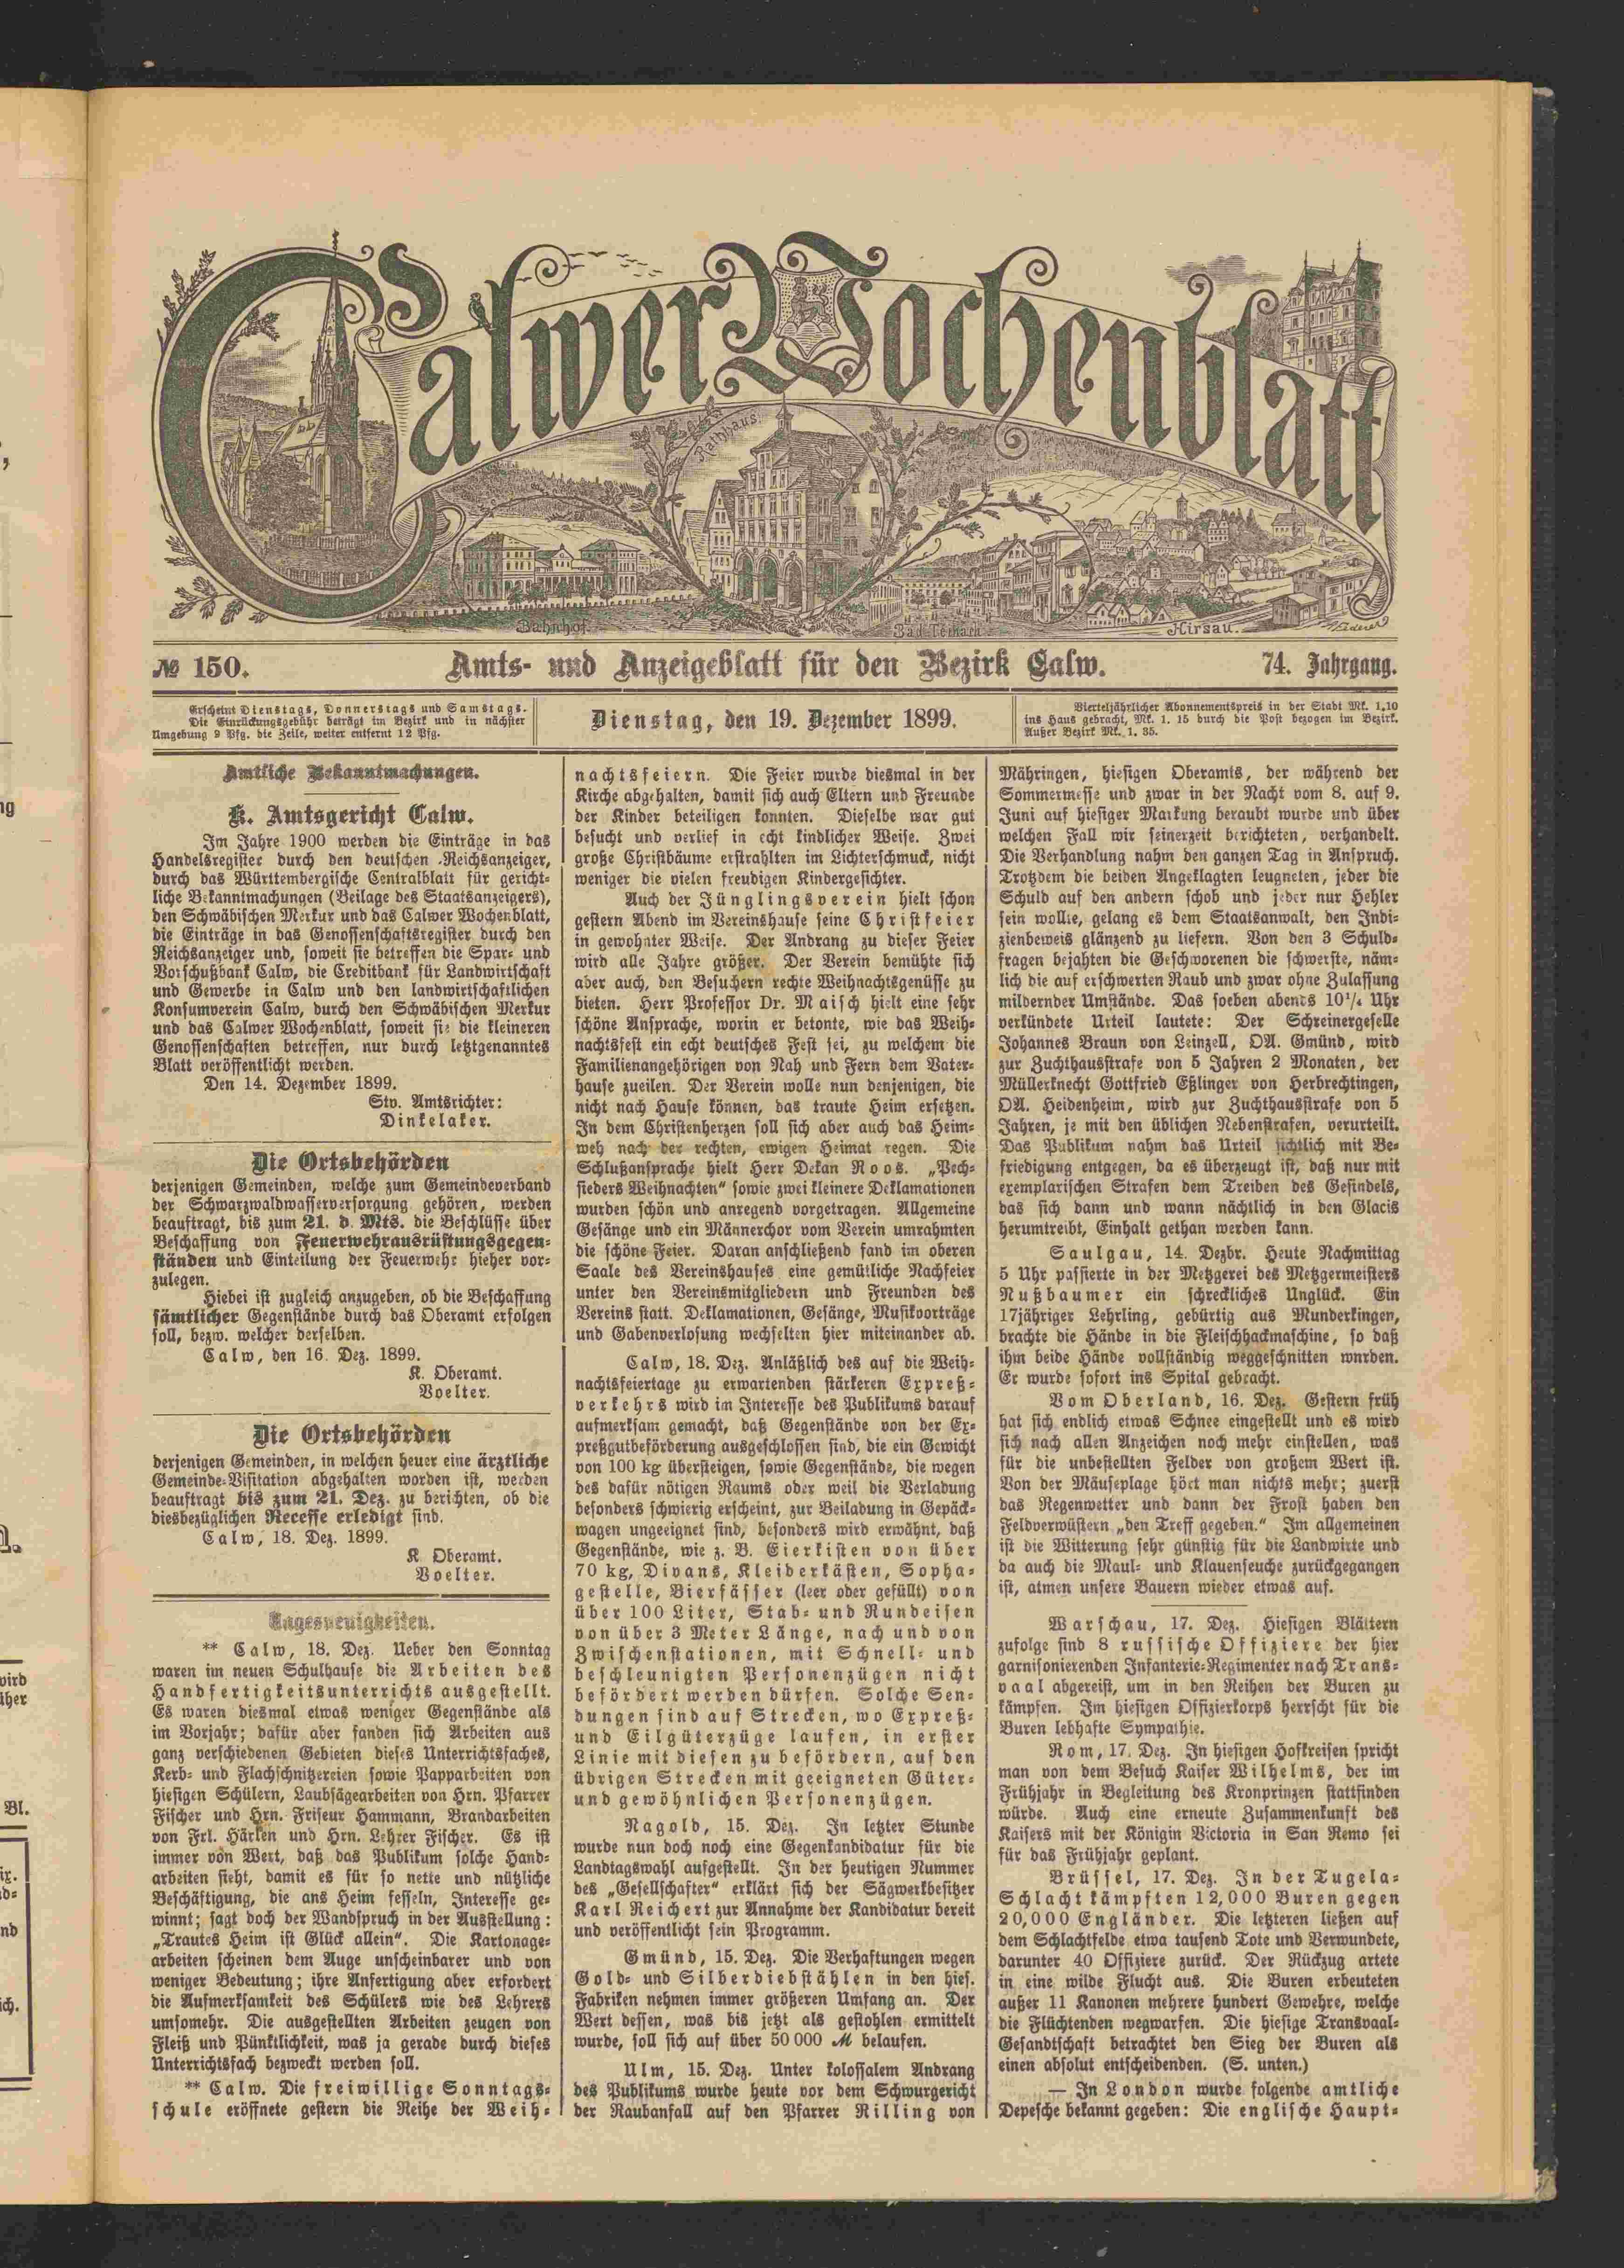 Calwer Wochenblatt
Rathhaus.
Bahnhof.
Bad Teinach.
Hirsau.
№ 150.
Amts- und Anzeigeblatt für den Bezirk Calw.
74. Jahrgang.
Erscheint Dienstags, Donnerstags und Samstags.
Die Einrückungsgebühr beträgt im Bezirk und in nächster
Umgebung 9 Pfg. die Zeile, weiter entfernt 12 Pfg.
Dienstag, den 19. Dezember 1899.
Vierteljährlicher Abonnementspreis in der Stadt Mk. 1.10
ins Haus gebracht, Mk. 1. 15 durch die Post bezogen im Bezirk.
Außer Bezirk Mk. 1. 35.
Amtliche Bekanntmachungen.
K. Amtsgericht Calw.
Im Jahre 1900 werden die Einträge in das
Handelsregister durch den deutschen Reichsanzeiger,
durch das Württembergische Centralblatt für gericht-
liche Bekanntmachungen (Beilage des Staatsanzeigers),
den Schwäbischen Merkur und das Calwer Wochenblatt,
die Einträge in das Genossenschaftsregister durch den
Reichsanzeiger und, soweit sie betreffen die Spar- und
Vorschußbank Calw, die Creditbank für Landwirtschaft
und Gewerbe in Calw und den landwirtschaftlichen
Konsumverein Calw, durch den Schwäbischen Merkur
und das Calwer Wochenblatt, soweit sie die kleineren
Genossenschaften betreffen, nur durch letztgenanntes
Blatt veröffentlicht werden.
Den 14. Dezember 1899.
Stv. Amtsrichter:
Dinkelaker.
Die Ortsbehörden
derjenigen Gemeinden, welche zum Gemeindeverband
der Schwarzwaldwasserversorgung gehören, werden
beauftragt, bis zum 21. d. Mts. die Beschlüsse über
Beschaffung von Feuerwehrausrüstungsgegen-
ständen und Einteilung der Feuerwehr hieher vor-
zulegen.
Hiebei ist zugleich anzugeben, ob die Beschaffung
sämtlicher Gegenstände durch das Oberamt erfolgen
soll, bezw. welcher derselben.
Calw, den 16. Dez. 1899.
K. Oberamt.
Voelter.
Die Ortsbehörden
derjenigen Gemeinden, in welchen heuer eine ärztliche
Gemeinde-Visitation abgehalten worden ist, werden
beauftragt bis zum 21. Dez. zu berichten, ob die
diesbezüglichen Recesse erledigt sind.
Calw, 18. Dez. 1899.
K. Oberamt.
Voelter.
Tagesneuigkeiten.
** Calw, 18. Dez. Ueber den Sonntag
waren im neuen Schulhause die Arbeiten des
Handfertigkeitsunterrichts ausgestellt.
Es waren diesmal etwas weniger Gegenstände als
im Vorjahr; dafür aber fanden sich Arbeiten aus
ganz verschiedenen Gebieten dieses Unterrichtsfaches,
Kerb- und Flachschnitzereien sowie Papparbeiten von
hiesigen Schülern, Laubsägearbeiten von Hrn. Pfarrer
Fischer und Hrn. Friseur Hammann, Brandarbeiten
von Frl. Härlen und Hrn. Lehrer Fischer. Es ist
immer von Wert, daß das Publikum solche Hand-
arbeiten sieht, damit es für so nette und nützliche
Beschäftigung, die ans Heim fesseln, Interesse ge-
winnt; sagt doch der Wandspruch in der Ausstellung:
„Trautes Heim ist Glück allein“. Die Kartonage-
arbeiten scheinen dem Auge unscheinbarer und von
weniger Bedeutung; ihre Anfertigung aber erfordert
die Aufmerksamkeit des Schülers wie des Lehrers
umsomehr. Die ausgestellten Arbeiten zeugen von
Fleiß und Pünktlichkeit, was ja gerade durch dieses
Unterrichtsfach bezweckt werden soll.
** Calw. Die freiwillige Sonntags-
schule eröffnete gestern die Reihe der Weih-
nachtsfeiern. Die Feier wurde diesmal in der
Kirche abgehalten, damit sich auch Eltern und Freunde
der Kinder beteiligen konnten. Dieselbe war gut
besucht und verlief in echt kindlicher Weise. Zwei
große Christbäume erstrahlten im Lichterschmuck, nicht
weniger die vielen freudigen Kindergesichter.
Auch der Jünglingsverein hielt schon
gestern Abend im Vereinshause seine Christfeier
in gewohnter Weise. Der Andrang zu dieser Feier
wird alle Jahre größer. Der Verein bemühte sich
aber auch, den Besuchern rechte Weihnachtsgenüsse zu
bieten. Herr Professor Dr. Maisch hielt eine sehr
schöne Ansprache, worin er betonte, wie das Weih-
nachtsfest ein echt deutsches Fest sei, zu welchem die
Familienangehörigen von Nah und Fern dem Vater-
hause zueilen. Der Verein wolle nun denjenigen, die
nicht nach Hause können, das traute Heim ersetzen.
In dem Christenherzen soll sich aber auch das Heim-
weh nach der rechten, ewigen Heimat regen. Die
Schlußansprache hielt Herr Dekan Roos. „Pech-
sieders Weihnachten“ sowie zwei kleinere Deklamationen
wurden schön und anregend vorgetragen. Allgemeine
Gesänge und ein Männerchor vom Verein umrahmten
die schöne Feier. Daran anschließend fand im oberen
Saale des Vereinshauses eine gemütliche Nachfeier
unter den Vereinsmitgliedern und Freunden des
Vereins statt. Deklamationen, Gesänge, Musikvorträge
und Gabenverlosung wechselten hier miteinander ab.
Calw, 18. Dez. Anläßlich des auf die Weih-
nachtsfeiertage zu erwartenden stärkeren Expreß-
verkehrs wird im Interesse des Publikums darauf
aufmerksam gemacht, daß Gegenstände von der Ex-
preßgutbeförderung ausgeschlossen sind, die ein Gewicht
von 100 kg übersteigen, sowie Gegenstände, die wegen
des dafür nötigen Raums oder weil die Verladung
besonders schwierig erscheint, zur Beiladung in Gepäck-
wagen ungeeignet sind, besonders wird erwähnt, daß
Gegenstände, wie z. B. Eierkisten von über
70 kg, Divans, Kleiderkästen, Sopha-
gestelle, Bierfässer (leer oder gefüllt) von
über 100 Liter, Stab- und Rundeisen
von über 3 Meter Länge, nach und von
Zwischenstationen, mit Schnell- und
beschleunigten Personenzügen nicht
befördert werden dürfen. Solche Sen-
dungen sind auf Strecken, wo Expreß-
und Eilgüterzüge laufen, in erster
Linie mit diesen zu befördern, auf den
übrigen Strecken mit geeigneten Güter-
und gewöhnlichen Personenzügen.
Nagold, 15. Dez. In letzter Stunde
wurde nun doch noch eine Gegenkandidatur für die
Landtagswahl aufgestellt. In der heutigen Nummer
des „Gesellschafter“ erklärt sich der Sägwerkbesitzer
Karl Reichert zur Annahme der Kandidatur bereit
und veröffentlicht sein Programm.
Gmünd, 15. Dez. Die Verhaftungen wegen
Gold- und Silberdiebstählen in den hies.
Fabriken nehmen immer größeren Umfang an. Der
Wert dessen, was bis jetzt als gestohlen ermittelt
wurde, soll sich auf über 50 000 M belaufen.
Ulm, 15. Dez. Unter kolossalem Andrang
des Publikums wurde heute vor dem Schwurgericht
der Raubanfall auf den Pfarrer Rilling von
Mähringen, hiesigen Oberamts, der während der
Sommermesse und zwar in der Nacht vom 8. auf 9.
Juni auf hiesiger Markung beraubt wurde und über
welchen Fall wir seinerzeit berichteten, verhandelt.
Die Verhandlung nahm den ganzen Tag in Anspruch.
Trotzdem die beiden Angeklagten leugneten, jeder die
Schuld auf den andern schob und jeder nur Hehler
sein wollte, gelang es dem Staatsanwalt, den Indi-
zienbeweis glänzend zu liefern. Von den 3 Schuld-
fragen bejahten die Geschworenen die schwerste, näm-
lich die auf erschwerten Raub und zwar ohne Zulassung
mildernder Umstände. Das soeben abends 10¼ Uhr
verkündete Urteil lautete: Der Schreinergeselle
Johannes Braun von Leinzell, OA. Gmünd, wird
zur Zuchthausstrafe von 5 Jahren 2 Monaten, der
Müllerknecht Gottfried Eßlinger von Herbrechtingen,
OA. Heidenheim, wird zur Zuchthausstrafe von 5
Jahren, je mit den üblichen Nebenstrafen, verurteilt.
Das Publikum nahm das Urteil sichtlich mit Be-
friedigung entgegen, da es überzeugt ist, daß nur mit
exemplarischen Strafen dem Treiben des Gesindels,
das sich dann und wann nächtlich in den Glacis
herumtreibt, Einhalt gethan werden kann.
Saulgau, 14. Dezbr. Heute Nachmittag
5 Uhr passierte in der Metzgerei des Metzgermeisters
Nußbaumer ein schreckliches Unglück. Ein
17jähriger Lehrling, gebürtig aus Munderkingen,
brachte die Hände in die Fleischhackmaschine, so daß
ihm beide Hände vollständig weggeschnitten wnrden.
Er wurde sofort ins Spital gebracht.
Vom Oberland, 16. Dez. Gestern früh
hat sich endlich etwas Schnee eingestellt und es wird
sich nach allen Anzeichen noch mehr einstellen, was
für die unbestellten Felder von großem Wert ist.
Von der Mäuseplage hört man nichts mehr; zuerst
das Regenwetter und dann der Frost haben den
Feldverwüstern „den Treff gegeben.“ Im allgemeinen
ist die Witterung sehr günstig für die Landwirte und
da auch die Maul- und Klauenseuche zurückgegangen
ist, atmen unsere Bauern wieder etwas auf.
Warschau, 17. Dez. Hiesigen Blättern
zufolge sind 8 russische Offiziere der hier
garnisonierenden Infanterie-Regimenter nach Trans-
vaal abgereist, um in den Reihen der Buren zu
kämpfen. Im hiesigen Offizierkorps herrscht für die
Buren lebhafte Sympathie.
Rom, 17. Dez. In hiesigen Hofkreisen spricht
man von dem Besuch Kaiser Wilhelms, der im
Frühjahr in Begleitung des Kronprinzen stattfinden
würde. Auch eine erneute Zusammenkunft des
Kaisers mit der Königin Victoria in San Remo sei
für das Frühjahr geplant.
Brüssel, 17. Dez. In der Tugela-
Schlacht kämpften 12,000 Buren gegen
20,000 Engländer. Die letzteren ließen auf
dem Schlachtfelde etwa tausend Tote und Verwundete,
darunter 40 Offiziere zurück. Der Rückzug artete
in eine wilde Flucht aus. Die Buren erbeuteten
außer 11 Kanonen mehrere hundert Gewehre, welche
die Flüchtenden wegwarfen. Die hiesige Transvaal-
Gesandtschaft betrachtet den Sieg der Buren als
einen absolut entscheidenden. (S. unten.)
— In London wurde folgende amtliche
Depesche bekannt gegeben: Die englische Haupt-